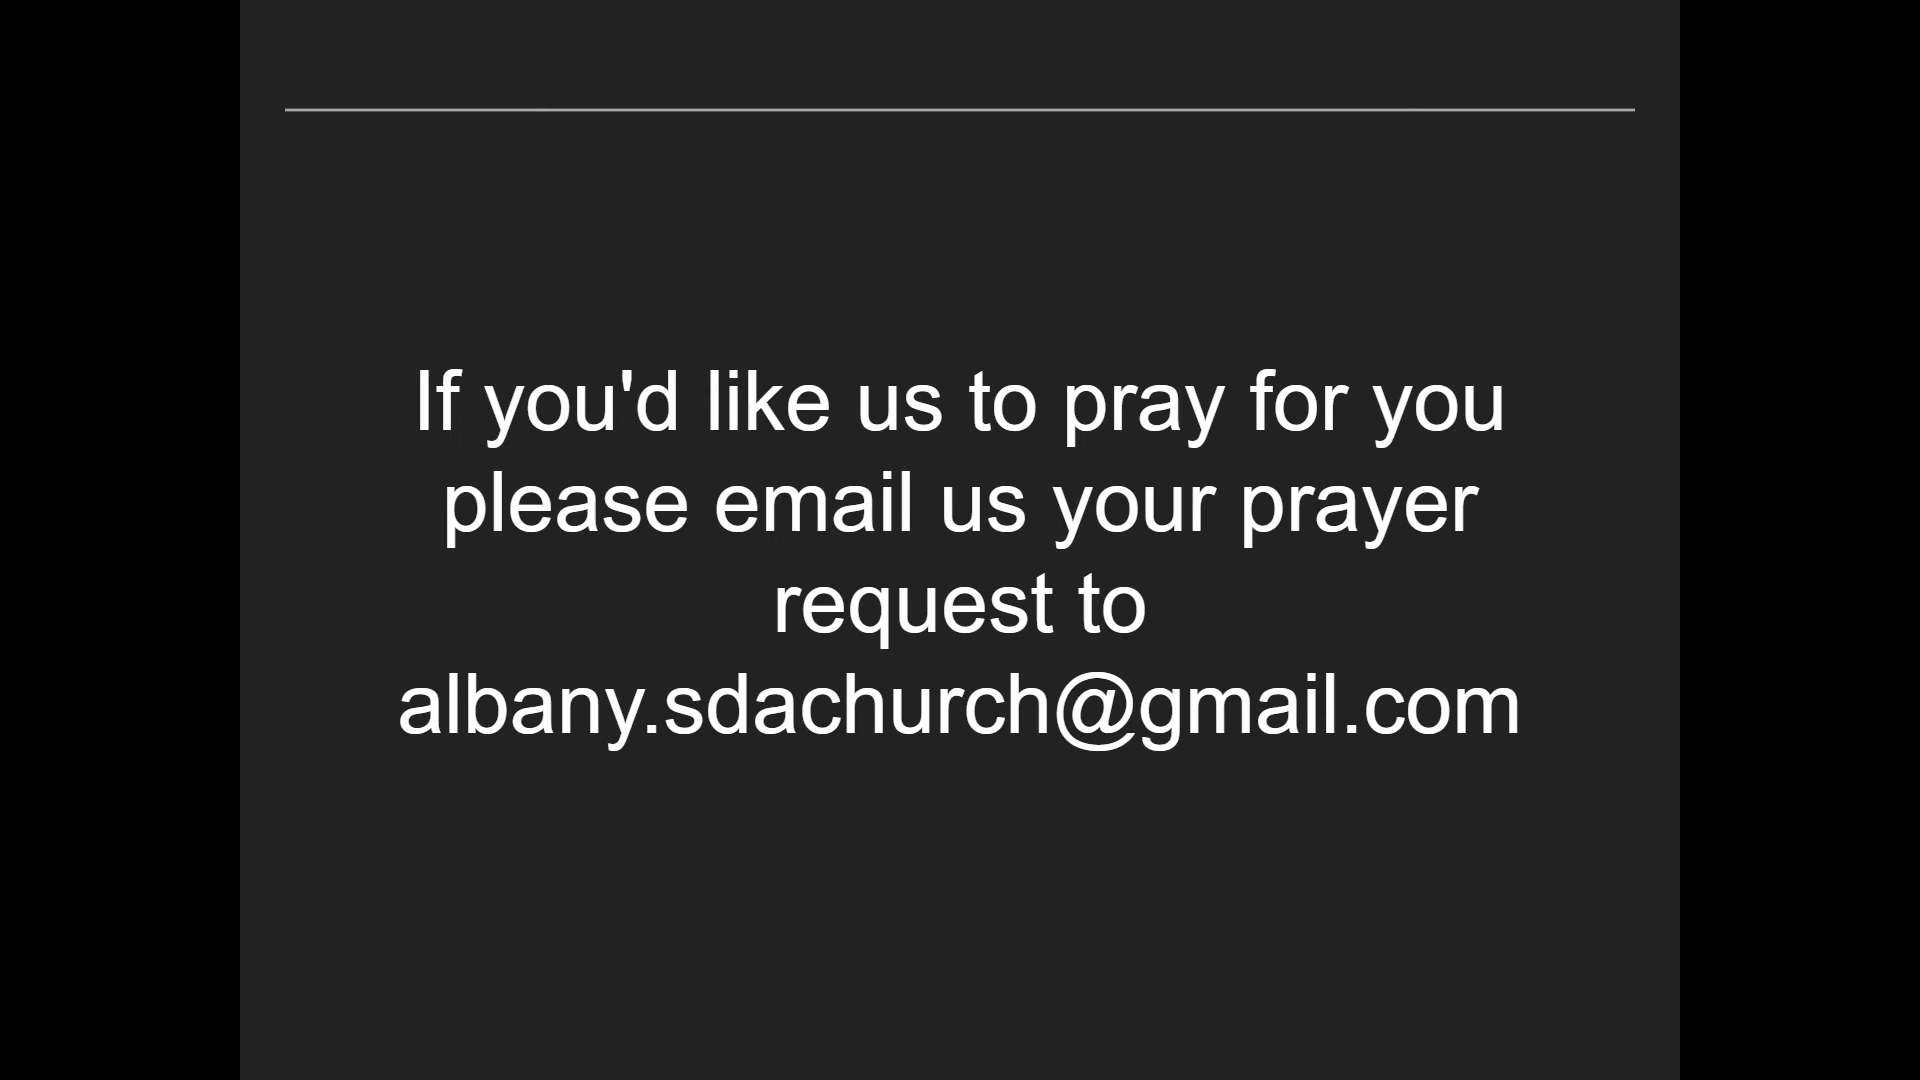 If you'd like us to pray for you
please email us your prayer
request to
albany.sdachurch@gmail.com